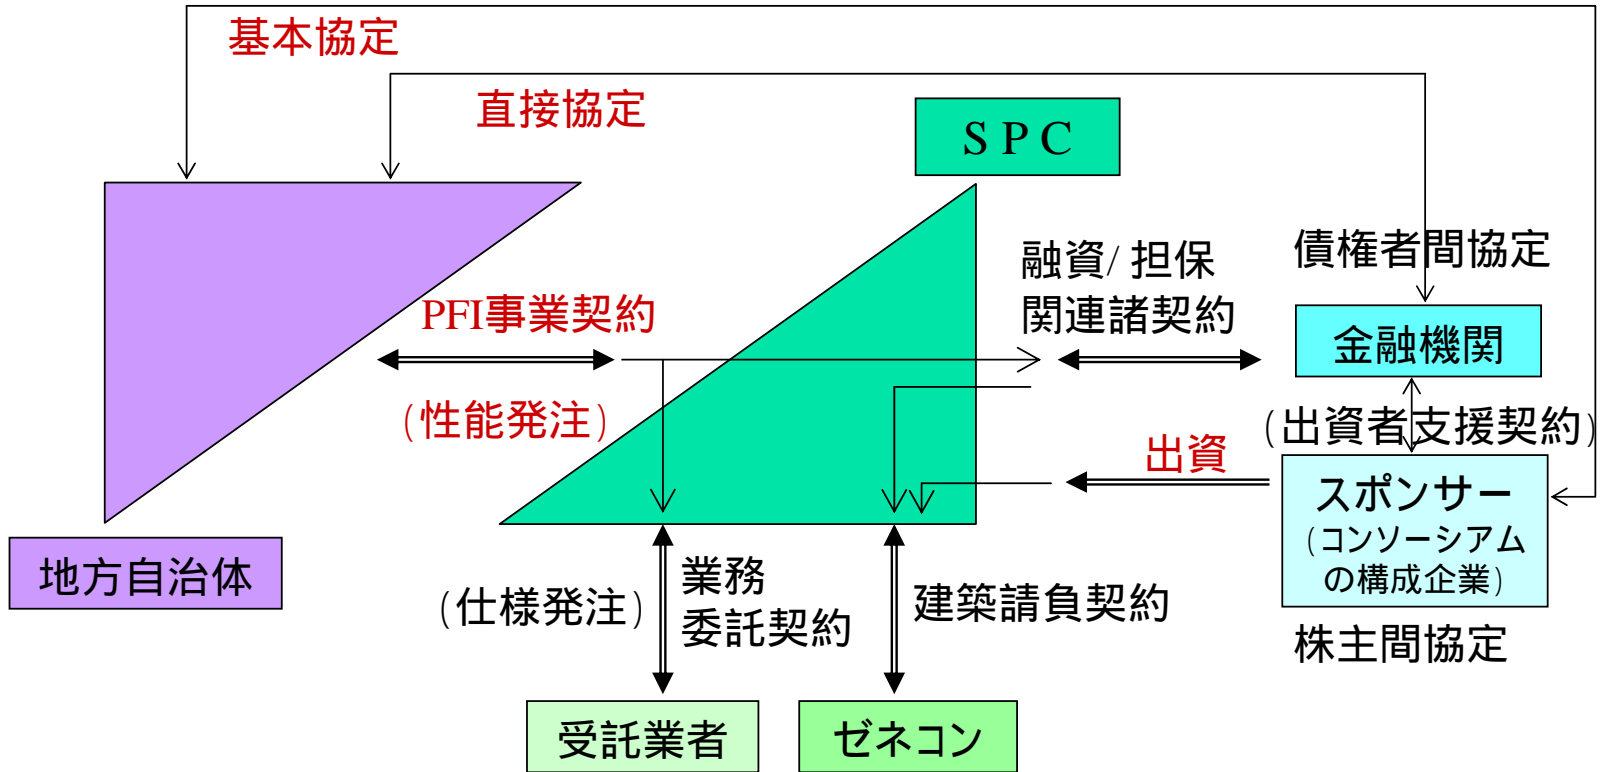 基本協定
直接協定
ＳＰＣ
融資/担保
関連諸契約
債権者間協定
PFI事業契約
金融機関
(性能発注)
(出資者支援契約)
出資
スポンサー
(コンソーシアム
の構成企業)
地方自治体
(仕様発注)
業務
委託契約
建築請負契約
株主間協定
受託業者
ゼネコン